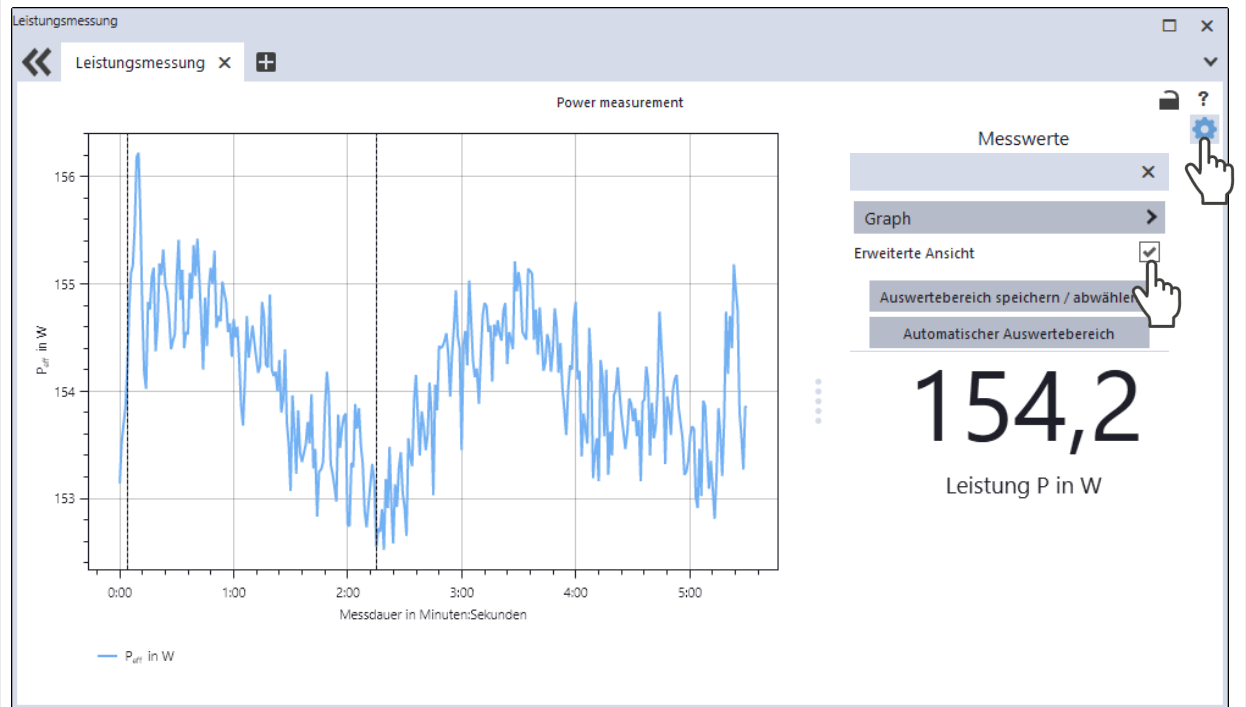 Leistungsmessung
Leistungsmessung
Power measurement
?
156
155
154
153
P_eff in W
0:00 1:00 2:00 3:00 4:00 5:00
Messdauer in Minuten:Sekunden
P_eff in W
Messwerte
Graph
Erweiterte Ansicht
Auswertebereich speichern / abwählen
Automatischer Auswertebereich
154,2
Leistung P in W